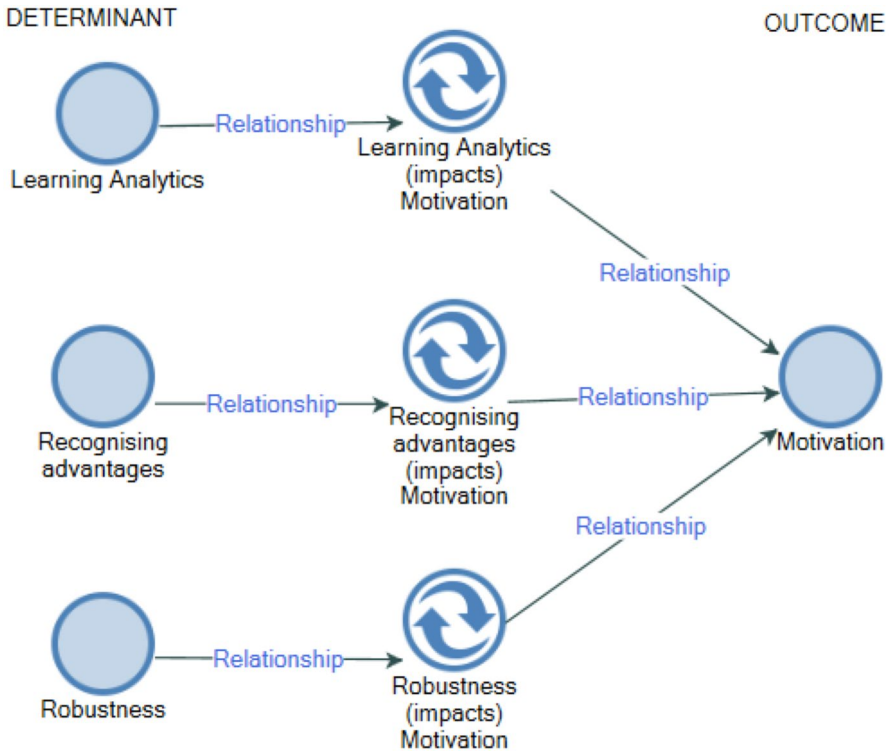 DETERMINANT
OUTCOME
Relationship
Learning Analytics
Learning Analytics
(impacts)
Motivation
Relationship
Relationship
Relationship
Recognising
advantages
Recognising
advantages
(impacts)
Motivation
Motivation
Relationship
Relationship
Robustness
Robustness
(impacts)
Motivation